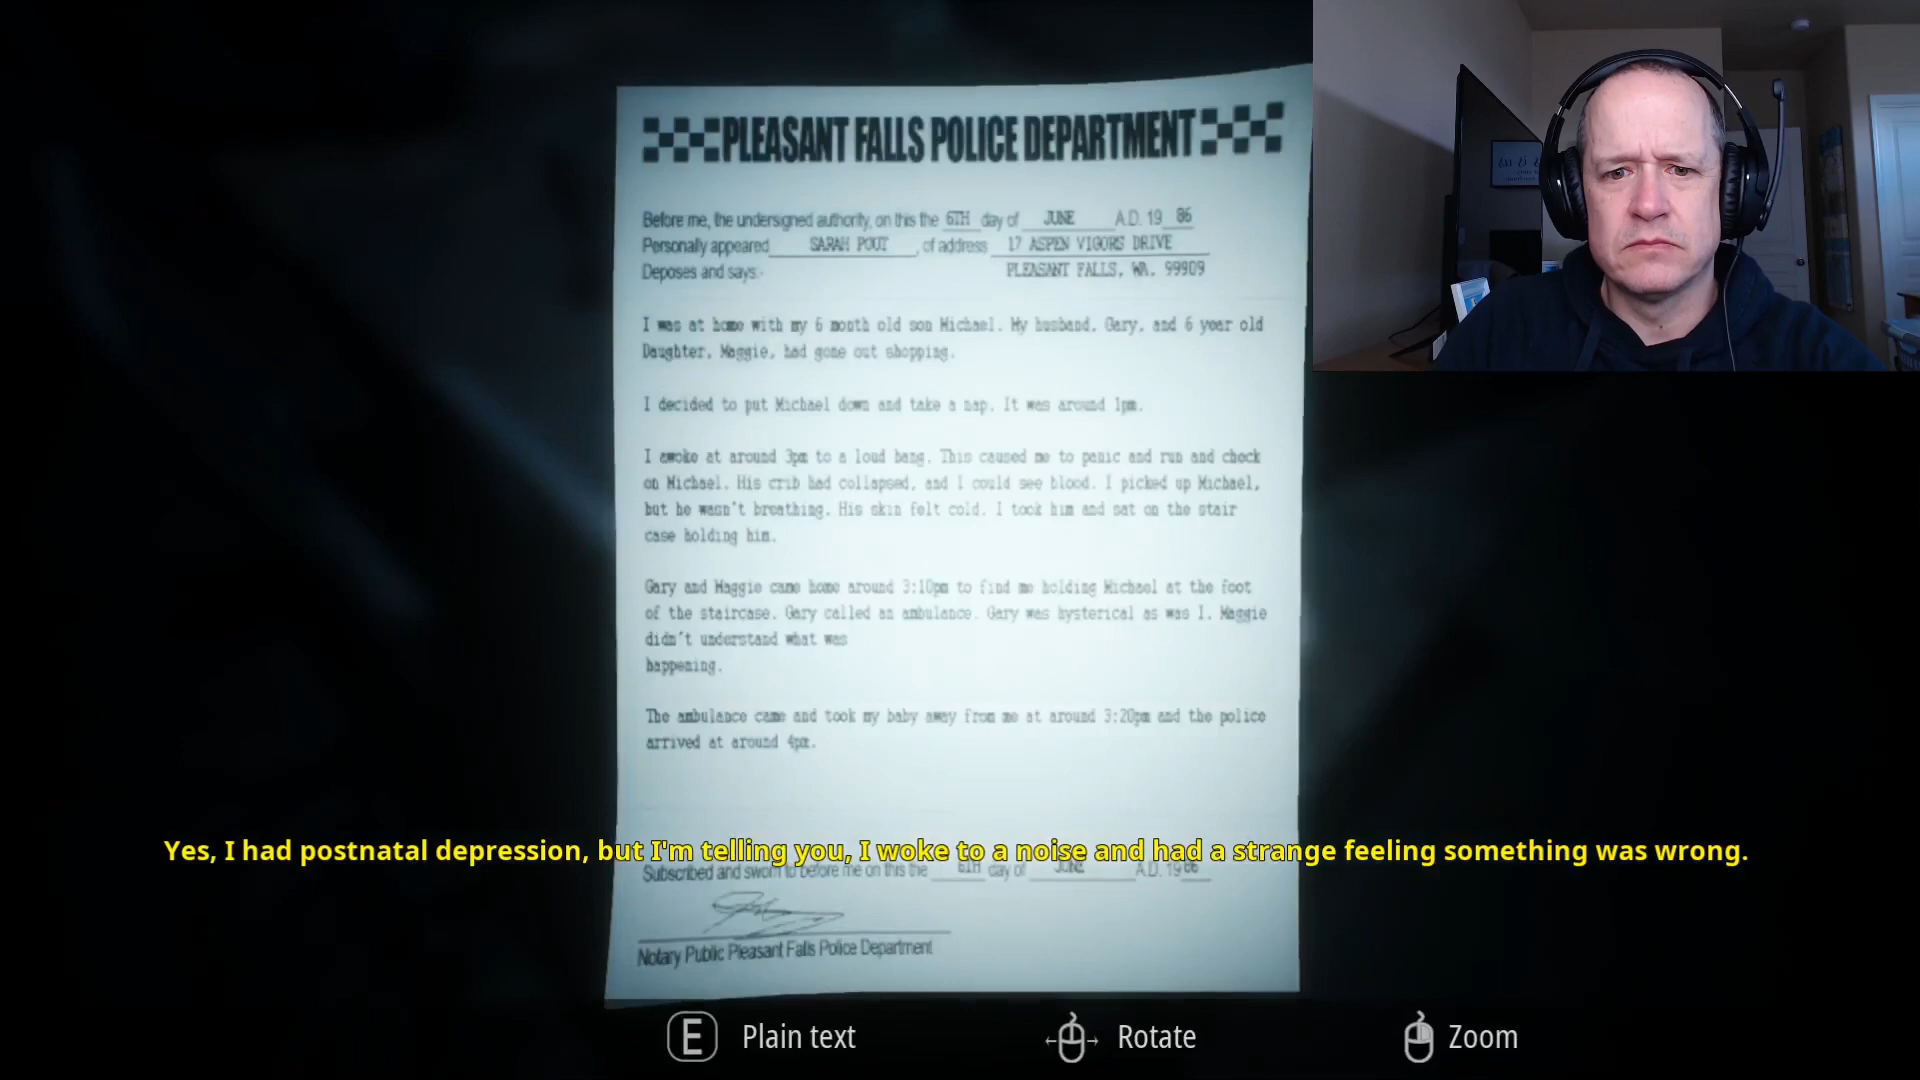 PLEASANT FALLS POLICE DEPARTMENT
Before me, the undersigned authority, on this the 6TH day of JUNE A.D. 19 86
Personally appeared SARAH POUT, of address 17 ASPEN VIGORS DRIVE
Deposes and says:- PLEASANT FALLS, WA. 99909
I was at home with my 6 month old son Michael. My husband, Gary, and 6 year old
Daughter, Maggie, had gone out shopping.
I decided to put Michael down and take a nap. It was around 1pm.
I awoke at around 3pm to a loud bang. This caused me to panic and run and check
on Michael. His crib had collapsed, and I could see blood. I picked up Michael,
but he wasn't breathing. His skin felt cold. I took him and sat on the stair
case holding him.
Gary and Maggie came home around 3:10pm to find me holding Michael at the foot
of the staircase. Gary called an ambulance. Gary was hysterical as was I. Maggie
didn't understand what was
happening.
The ambulance came and took my baby away from me at around 3:20pm and the police
arrived at around 4pm.
Yes, I had postnatal depression, but I'm telling you, I woke to a noise and had a strange feeling something was wrong.
Subscribed and sworn to before me on this the 6TH day of JUNE A.D. 19 86
Notary Public Pleasant Falls Police Department
E Plain text
Rotate
Zoom